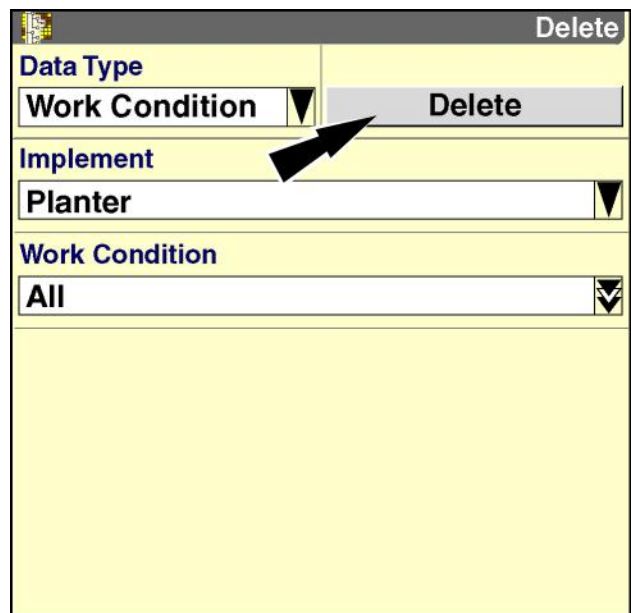 Delete
Data Type
Work Condition
Delete
Implement
Planter
Work Condition
All